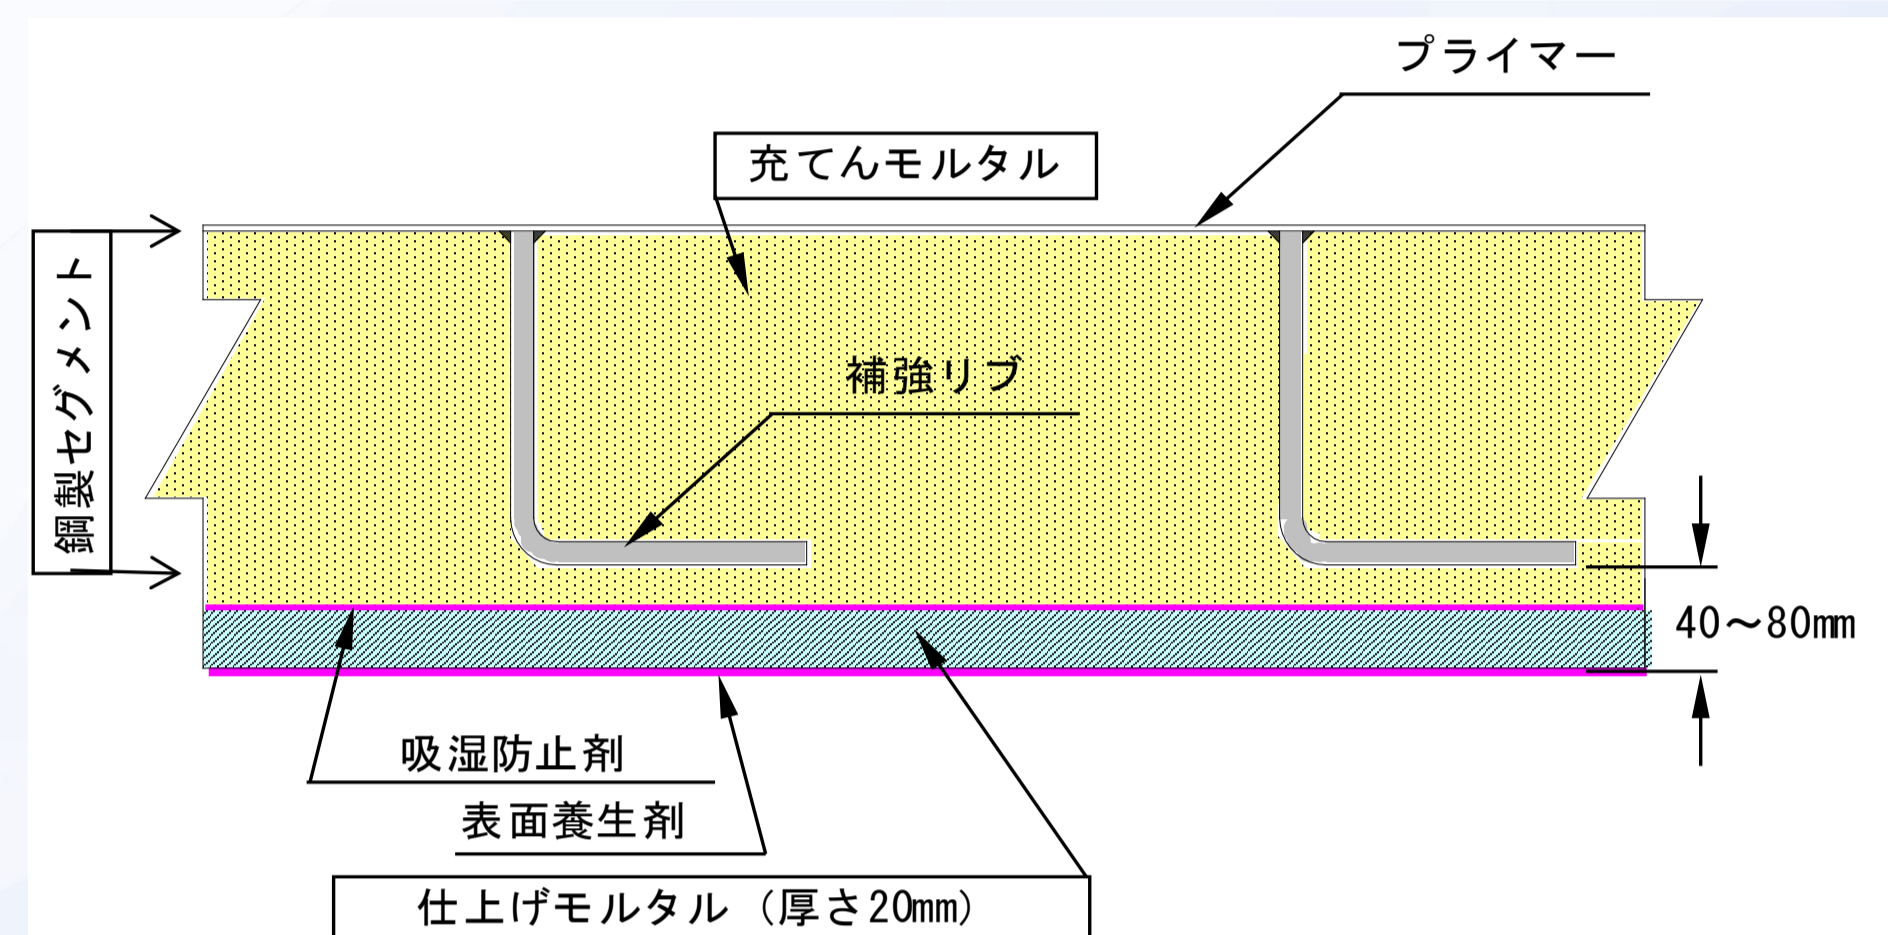 プライマー
充てんモルタル
鋼製セグメント
補強リブ
40～80mm
吸湿防止剤
表面養生剤
仕上げモルタル（厚さ20mm）